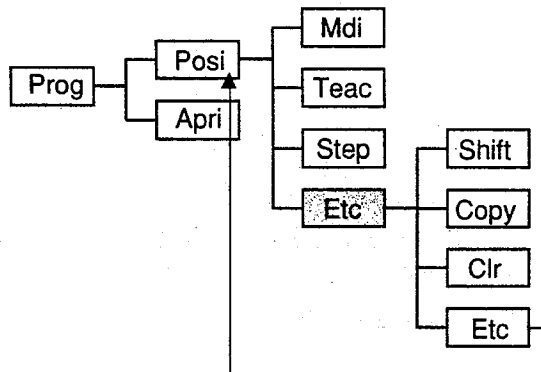 Prog
Posi
Apri
Mdi
Teac
Step
Etc
Shift
Copy
Clr
Etc